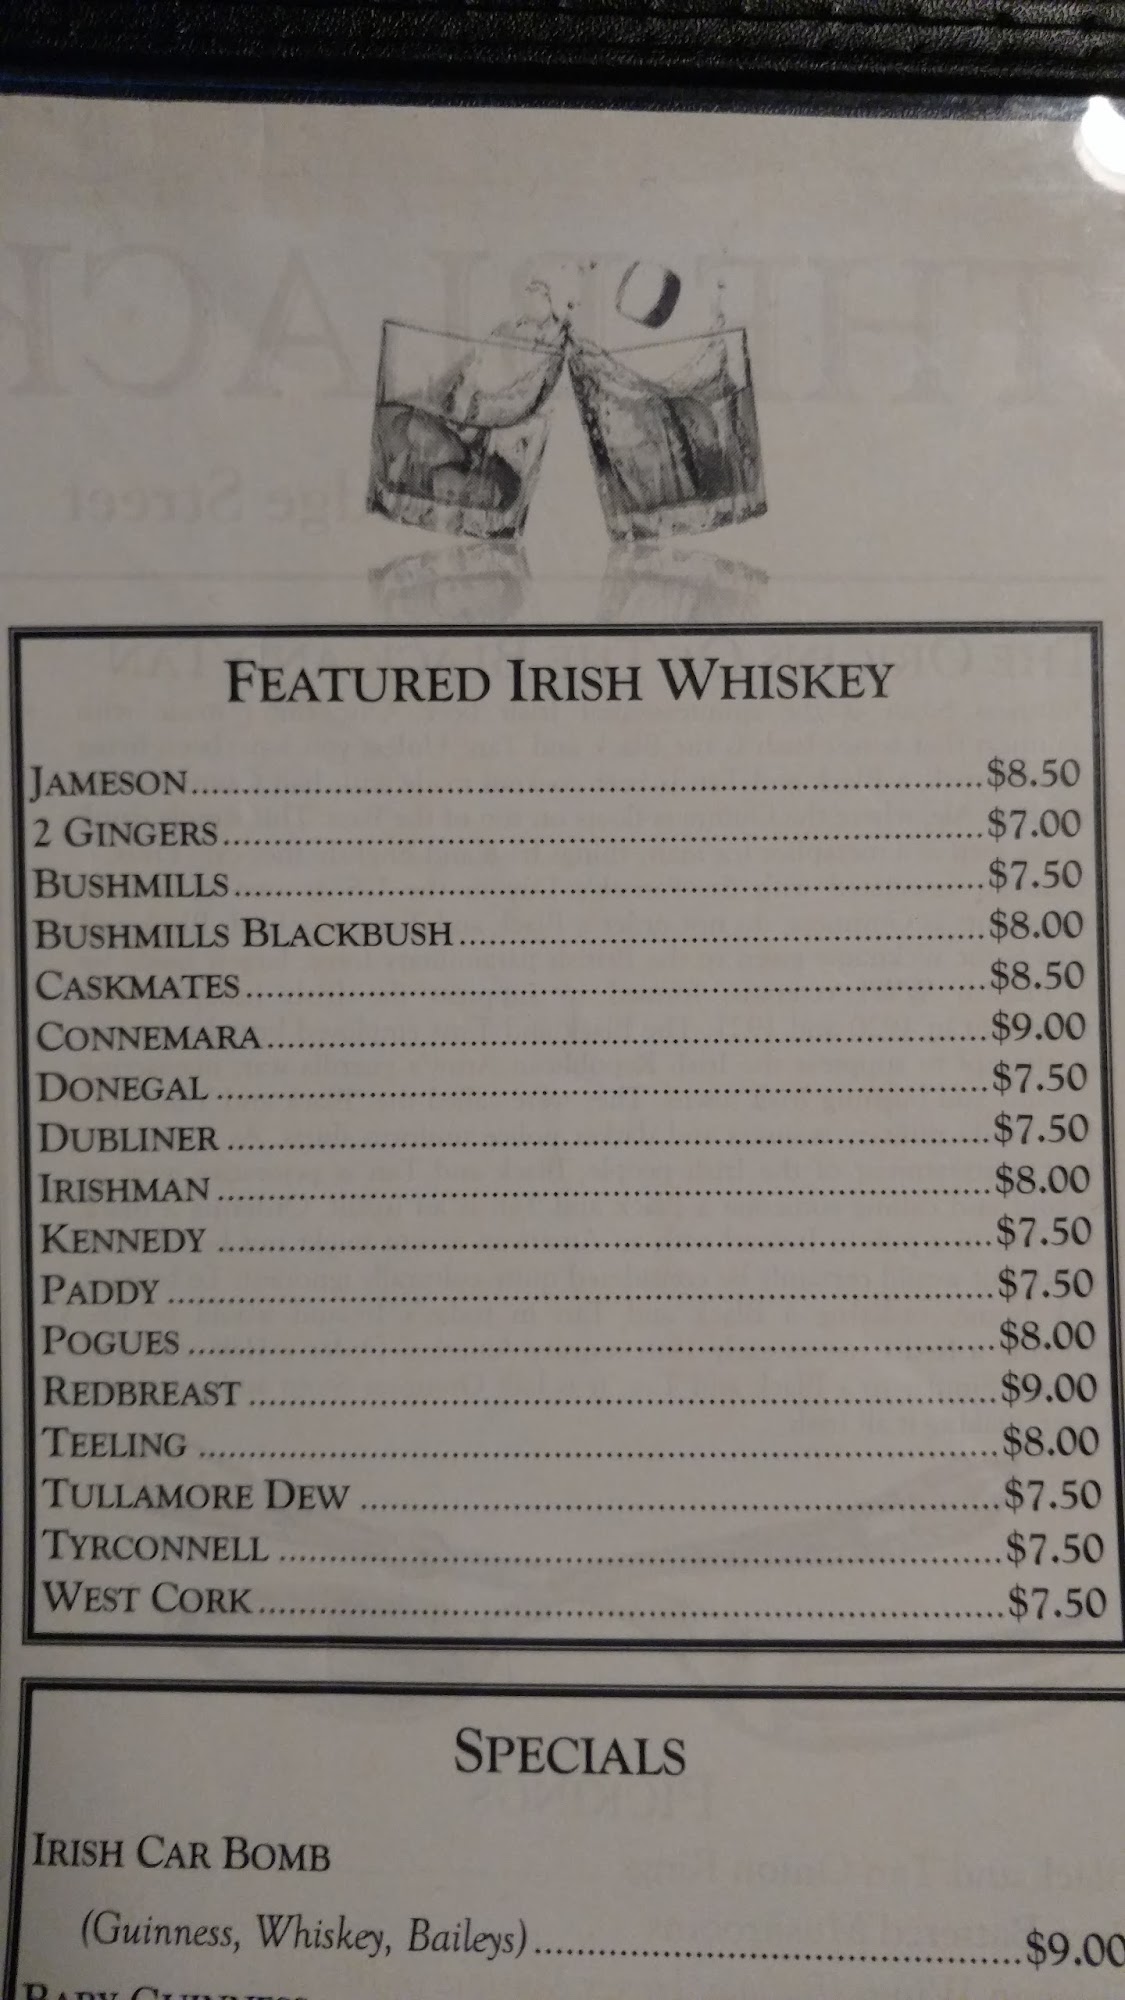 FEATURED IRISH WHISKEY
JAMESON........$8.50
2 GINGERS........$7.00
BUSHMILLS........$7.50
BUSHMILLS BLACKBUSH........$8.00
CASKMATES........$8.50
CONNEMARA........$9.00
DONEGAL........$7.50
DUBLINER........$7.50
IRISHMAN........$8.00
KENNEDY........$7.50
PADDY........$7.50
POGUES........$8.00
REDBREAST........$9.00
TEELING........$8.00
TULLAMORE DEW........$7.50
TYRCONNELL........$7.50
WEST CORK........$7.50
SPECIALS
IRISH CAR BOMB
(Guinness, Whiskey, Baileys)........$9.00
BABY GUINNESS